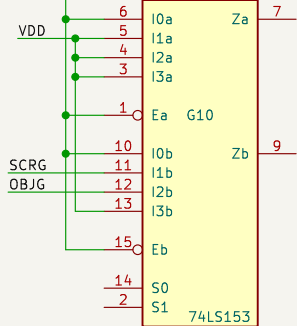 6 I0a Za 7
VDD 5 I1a
4 I2a
3 I3a
1 Ea G10
10 I0b Zb 9
SCRG 11 I1b
OBJG 12 I2b
13 I3b
15 Eb
14 S0
2 S1
74LS153